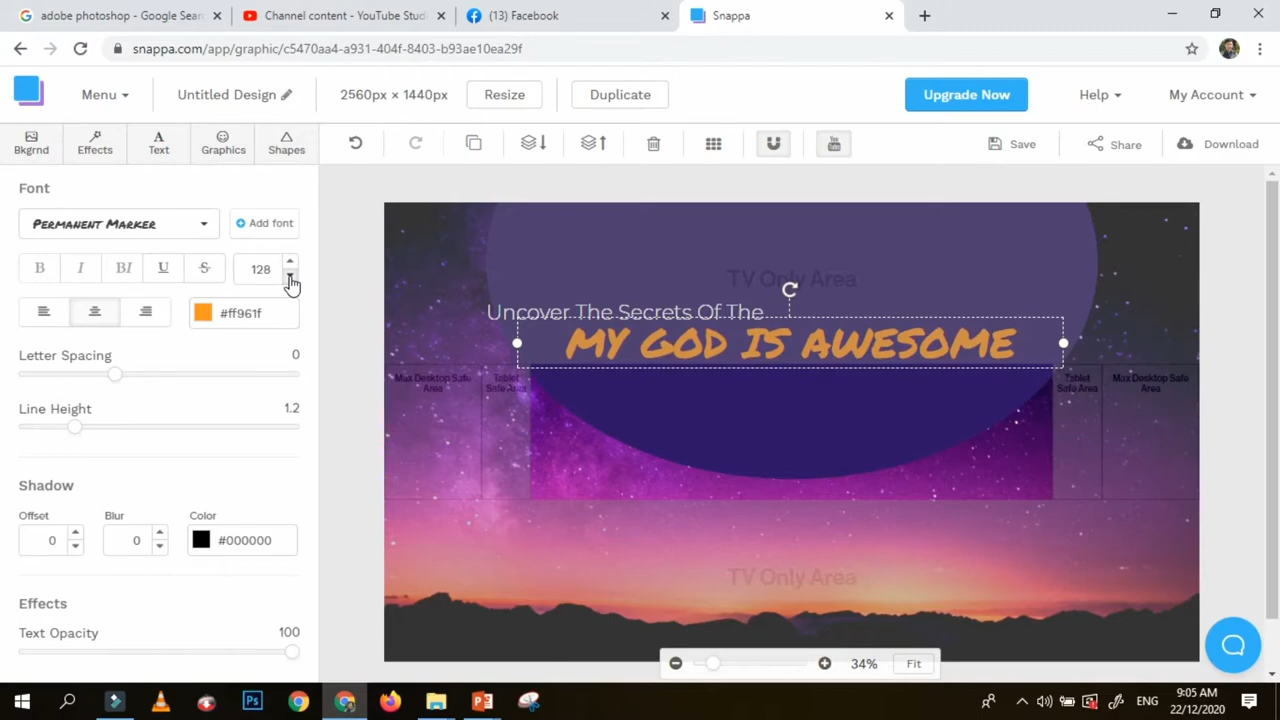 adobe photoshop - Google Sear
Channel content - YouTube Stud
(13) Facebook
Snappa
snappa.com/app/graphic/c5470aa4-a931-404f-8403-b93ae10ea29f
Menu
Untitled Design
2560px × 1440px
Resize
Duplicate
Upgrade Now
Help
My Account
Bkgrnd
Effects
Text
Graphics
Shapes
Save
Share
Download
Font
PERMANENT MARKER
Add font
B I BI U S 128
#ff961f
Letter Spacing 0
Line Height 1.2
Shadow
Offset Blur Color
0 0 #000000
Effects
Text Opacity 100
TV Only Area
Uncover The Secrets Of The
MY GOD IS AWESOME
Max Desktop Safe Area
Tablet Safe Area
Tablet Safe Area
Max Desktop Safe Area
TV Only Area
34% Fit
Ps
ENG
9:05 AM
22/12/2020